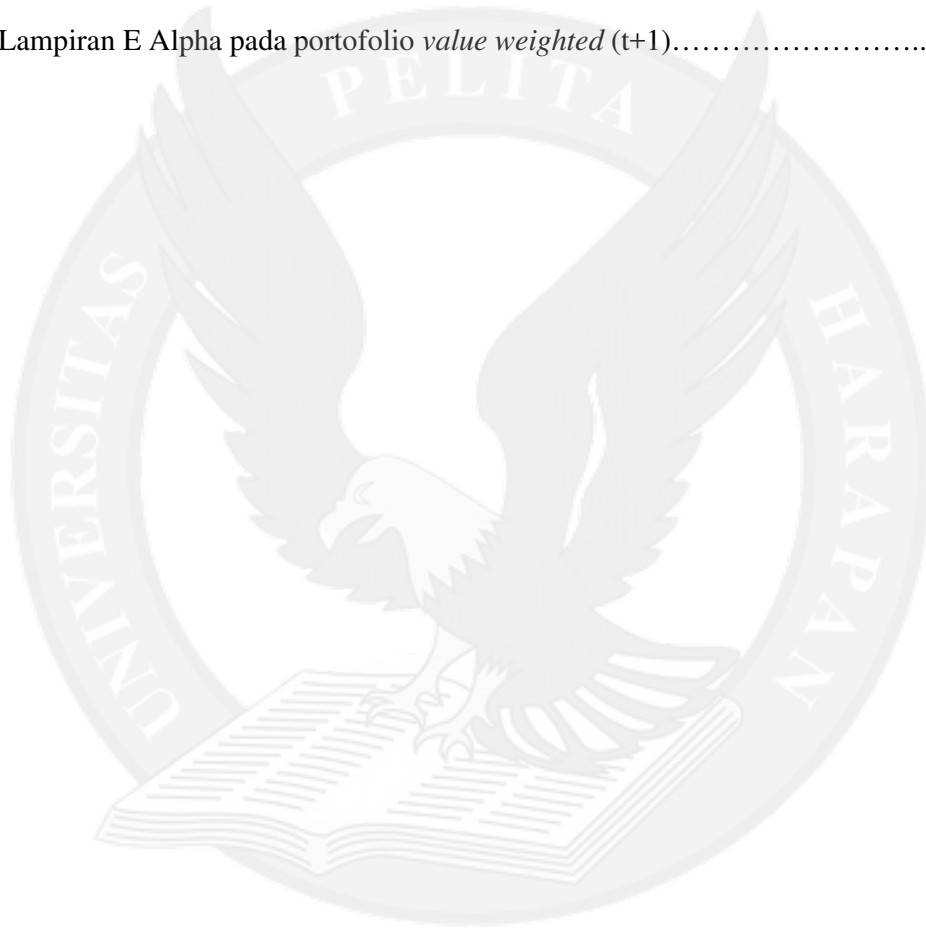 Lampiran E Alpha pada portofolio value weighted (t+1)……………………..
UNIVERSITAS PELITA HARAPAN